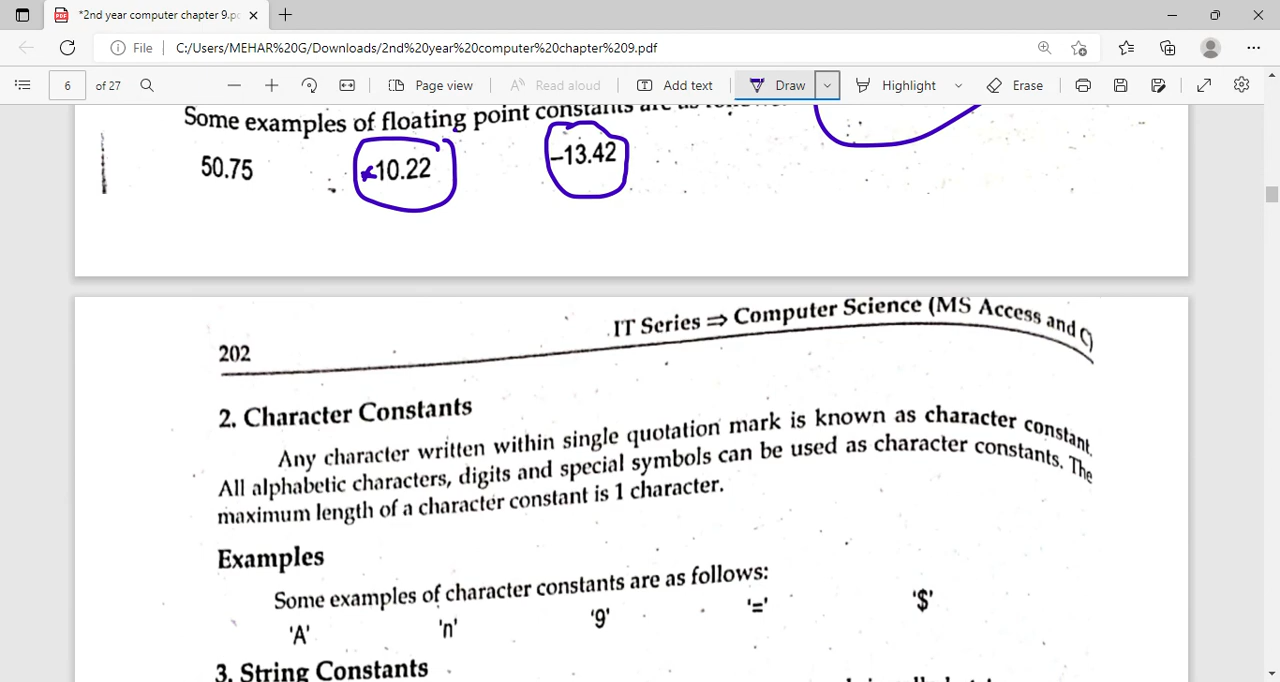 *2nd year computer chapter 9.pd
File C:/Users/MEHAR%20G/Downloads/2nd%20year%20computer%20chapter%209.pdf
6 of 27 Page view Read aloud Add text Draw Highlight Erase
Some examples of floating point constants are as
50.75 10.22 –13.42
IT Series ⇒ Computer Science (MS Access and C)
202
2. Character Constants
Any character written within single quotation mark is known as character constant.
All alphabetic characters, digits and special symbols can be used as character constants. The
maximum length of a character constant is 1 character.
Examples
Some examples of character constants are as follows:
'A' 'n' '9' '=' '$'
3. String Constants